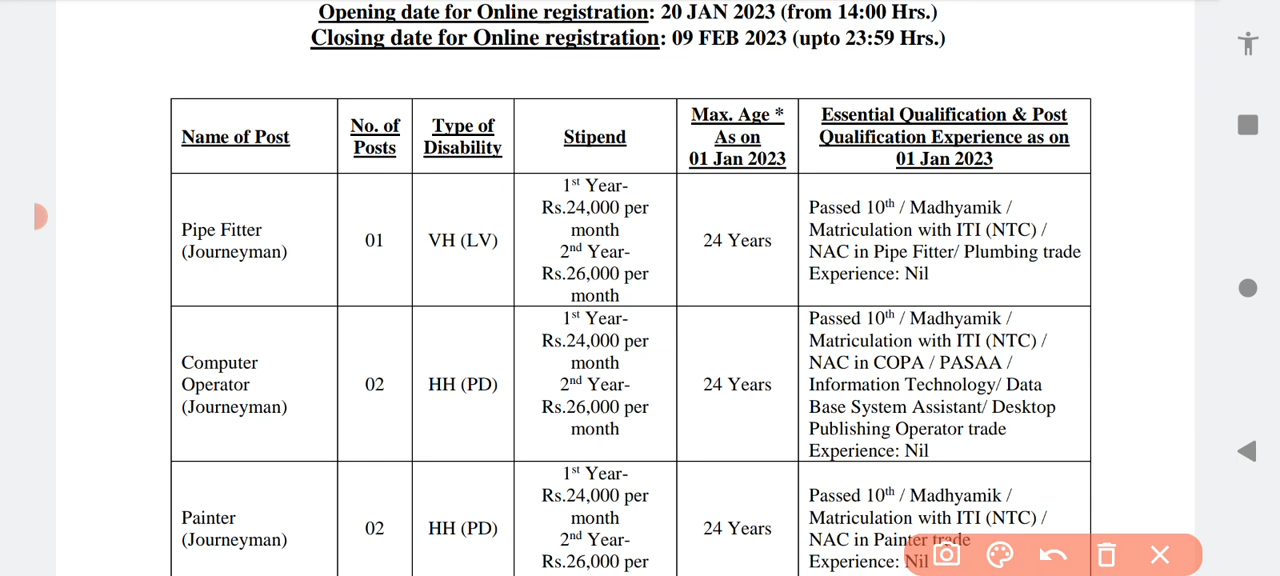 Opening date for Online registration: 20 JAN 2023 (from 14:00 Hrs.)
Closing date for Online registration: 09 FEB 2023 (upto 23:59 Hrs.)
Name of Post
No. of
Posts
Type of
Disability
Stipend
Max. Age *
As on
01 Jan 2023
Essential Qualification & Post
Qualification Experience as on
01 Jan 2023
Pipe Fitter
(Journeyman)
01
VH (LV)
1st Year-
Rs.24,000 per
month
2nd Year-
Rs.26,000 per
month
24 Years
Passed 10th / Madhyamik /
Matriculation with ITI (NTC) /
NAC in Pipe Fitter/ Plumbing trade
Experience: Nil
Computer
Operator
(Journeyman)
02
HH (PD)
1st Year-
Rs.24,000 per
month
2nd Year-
Rs.26,000 per
month
24 Years
Passed 10th / Madhyamik /
Matriculation with ITI (NTC) /
NAC in COPA / PASAA /
Information Technology/ Data
Base System Assistant/ Desktop
Publishing Operator trade
Experience: Nil
Painter
(Journeyman)
02
HH (PD)
1st Year-
Rs.24,000 per
month
2nd Year-
Rs.26,000 per
24 Years
Passed 10th / Madhyamik /
Matriculation with ITI (NTC) /
NAC in Painter trade
Experience: Nil